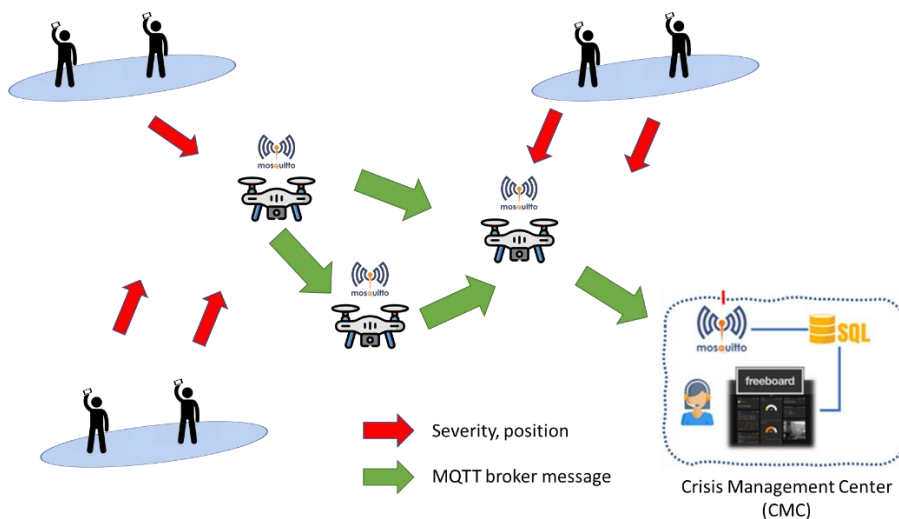 mosquitto
mosquitto
mosquitto
mosquitto
SQL
freeboard
Severity, position
MQTT broker message
Crisis Management Center
(CMC)